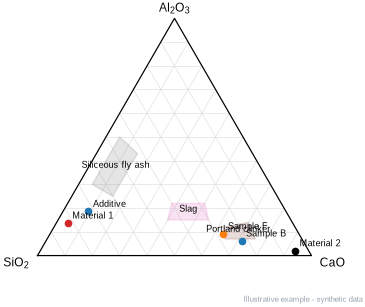 Al₂O₃
Siliceous fly ash
Additive
Slag
Material 1
Sample E
Portland clinker
Sample B
Material 2
SiO₂
CaO
Illustrative example - synthetic data